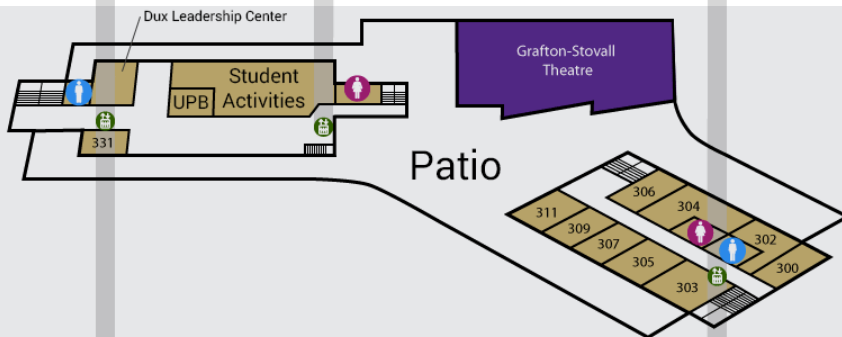 Dux Leadership Center
Grafton-Stovall
Theatre
Student
Activities
UPB
331
Patio
306
304
302
300
311
309
307
305
303